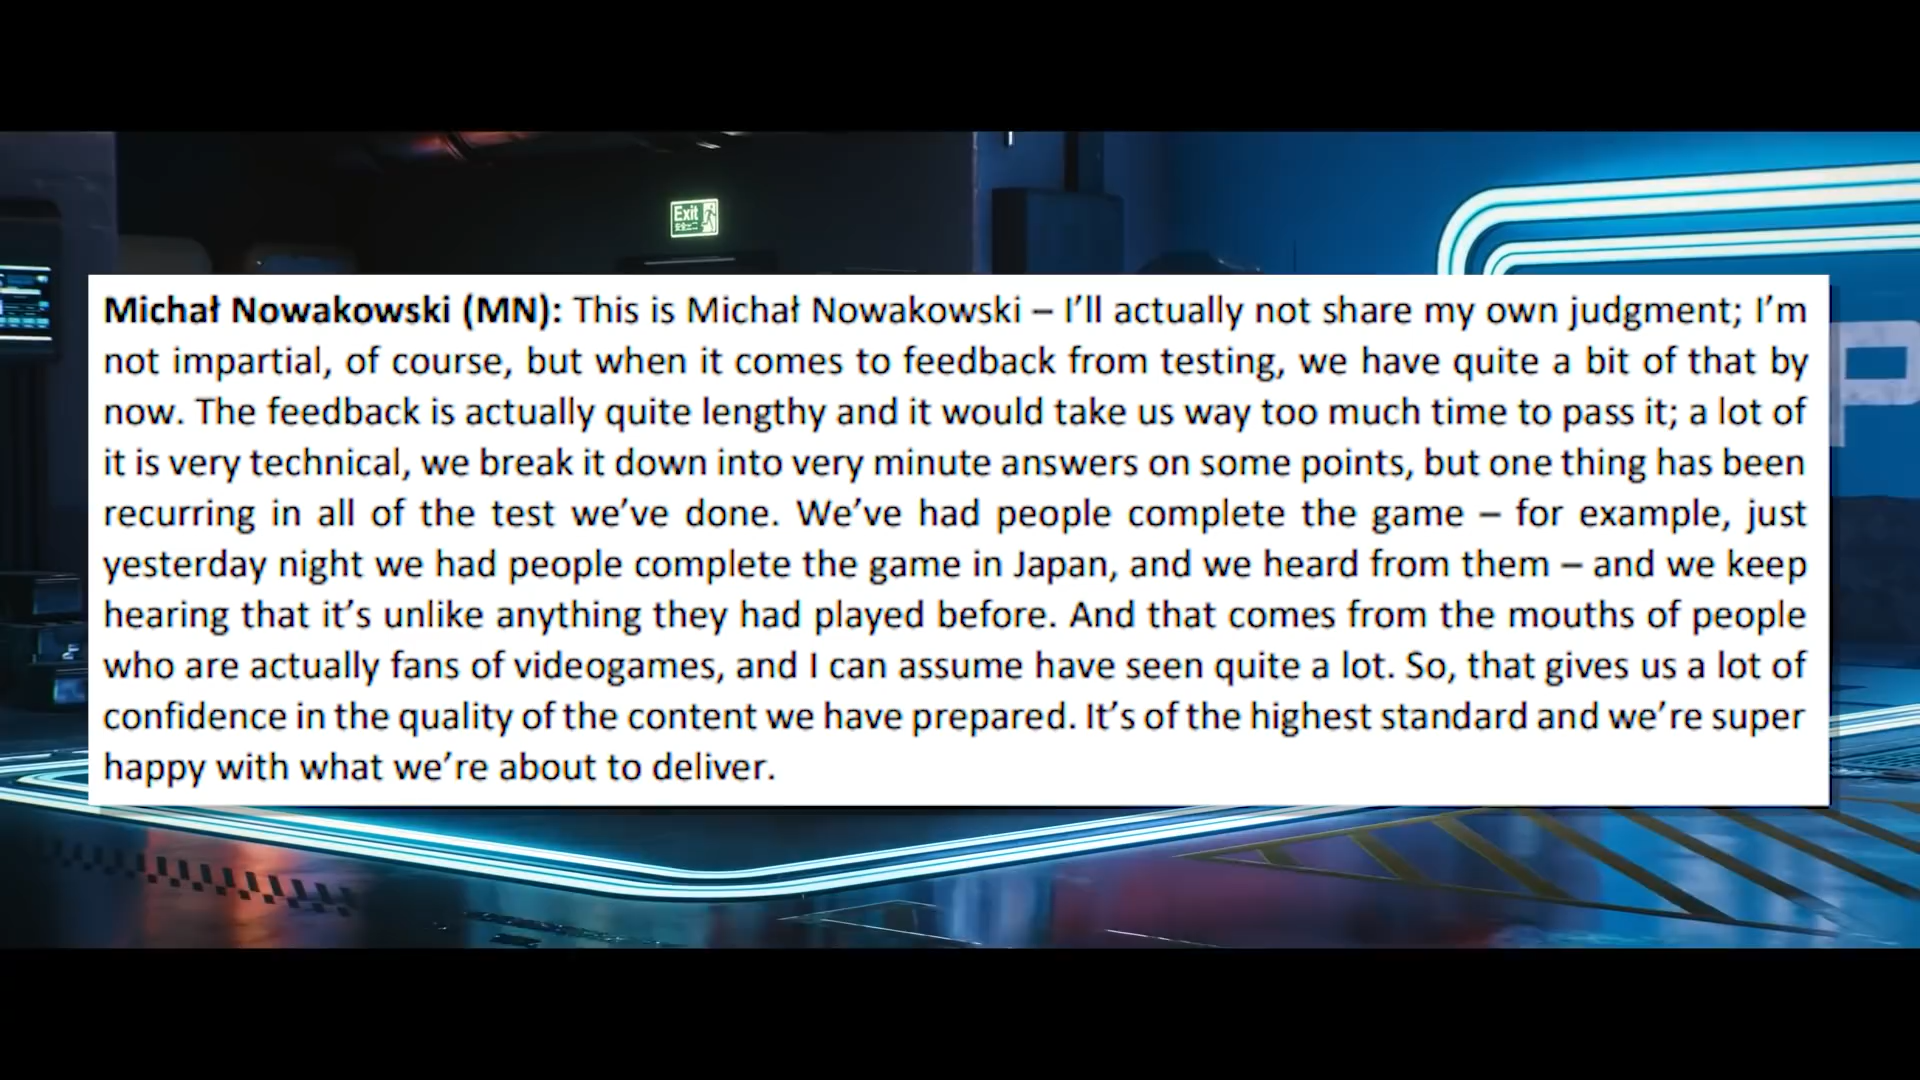 Exit
Michał Nowakowski (MN): This is Michał Nowakowski – I’ll actually not share my own judgment; I’m
not impartial, of course, but when it comes to feedback from testing, we have quite a bit of that by
now. The feedback is actually quite lengthy and it would take us way too much time to pass it; a lot of
it is very technical, we break it down into very minute answers on some points, but one thing has been
recurring in all of the test we’ve done. We’ve had people complete the game – for example, just
yesterday night we had people complete the game in Japan, and we heard from them – and we keep
hearing that it’s unlike anything they had played before. And that comes from the mouths of people
who are actually fans of videogames, and I can assume have seen quite a lot. So, that gives us a lot of
confidence in the quality of the content we have prepared. It’s of the highest standard and we’re super
happy with what we’re about to deliver.
P